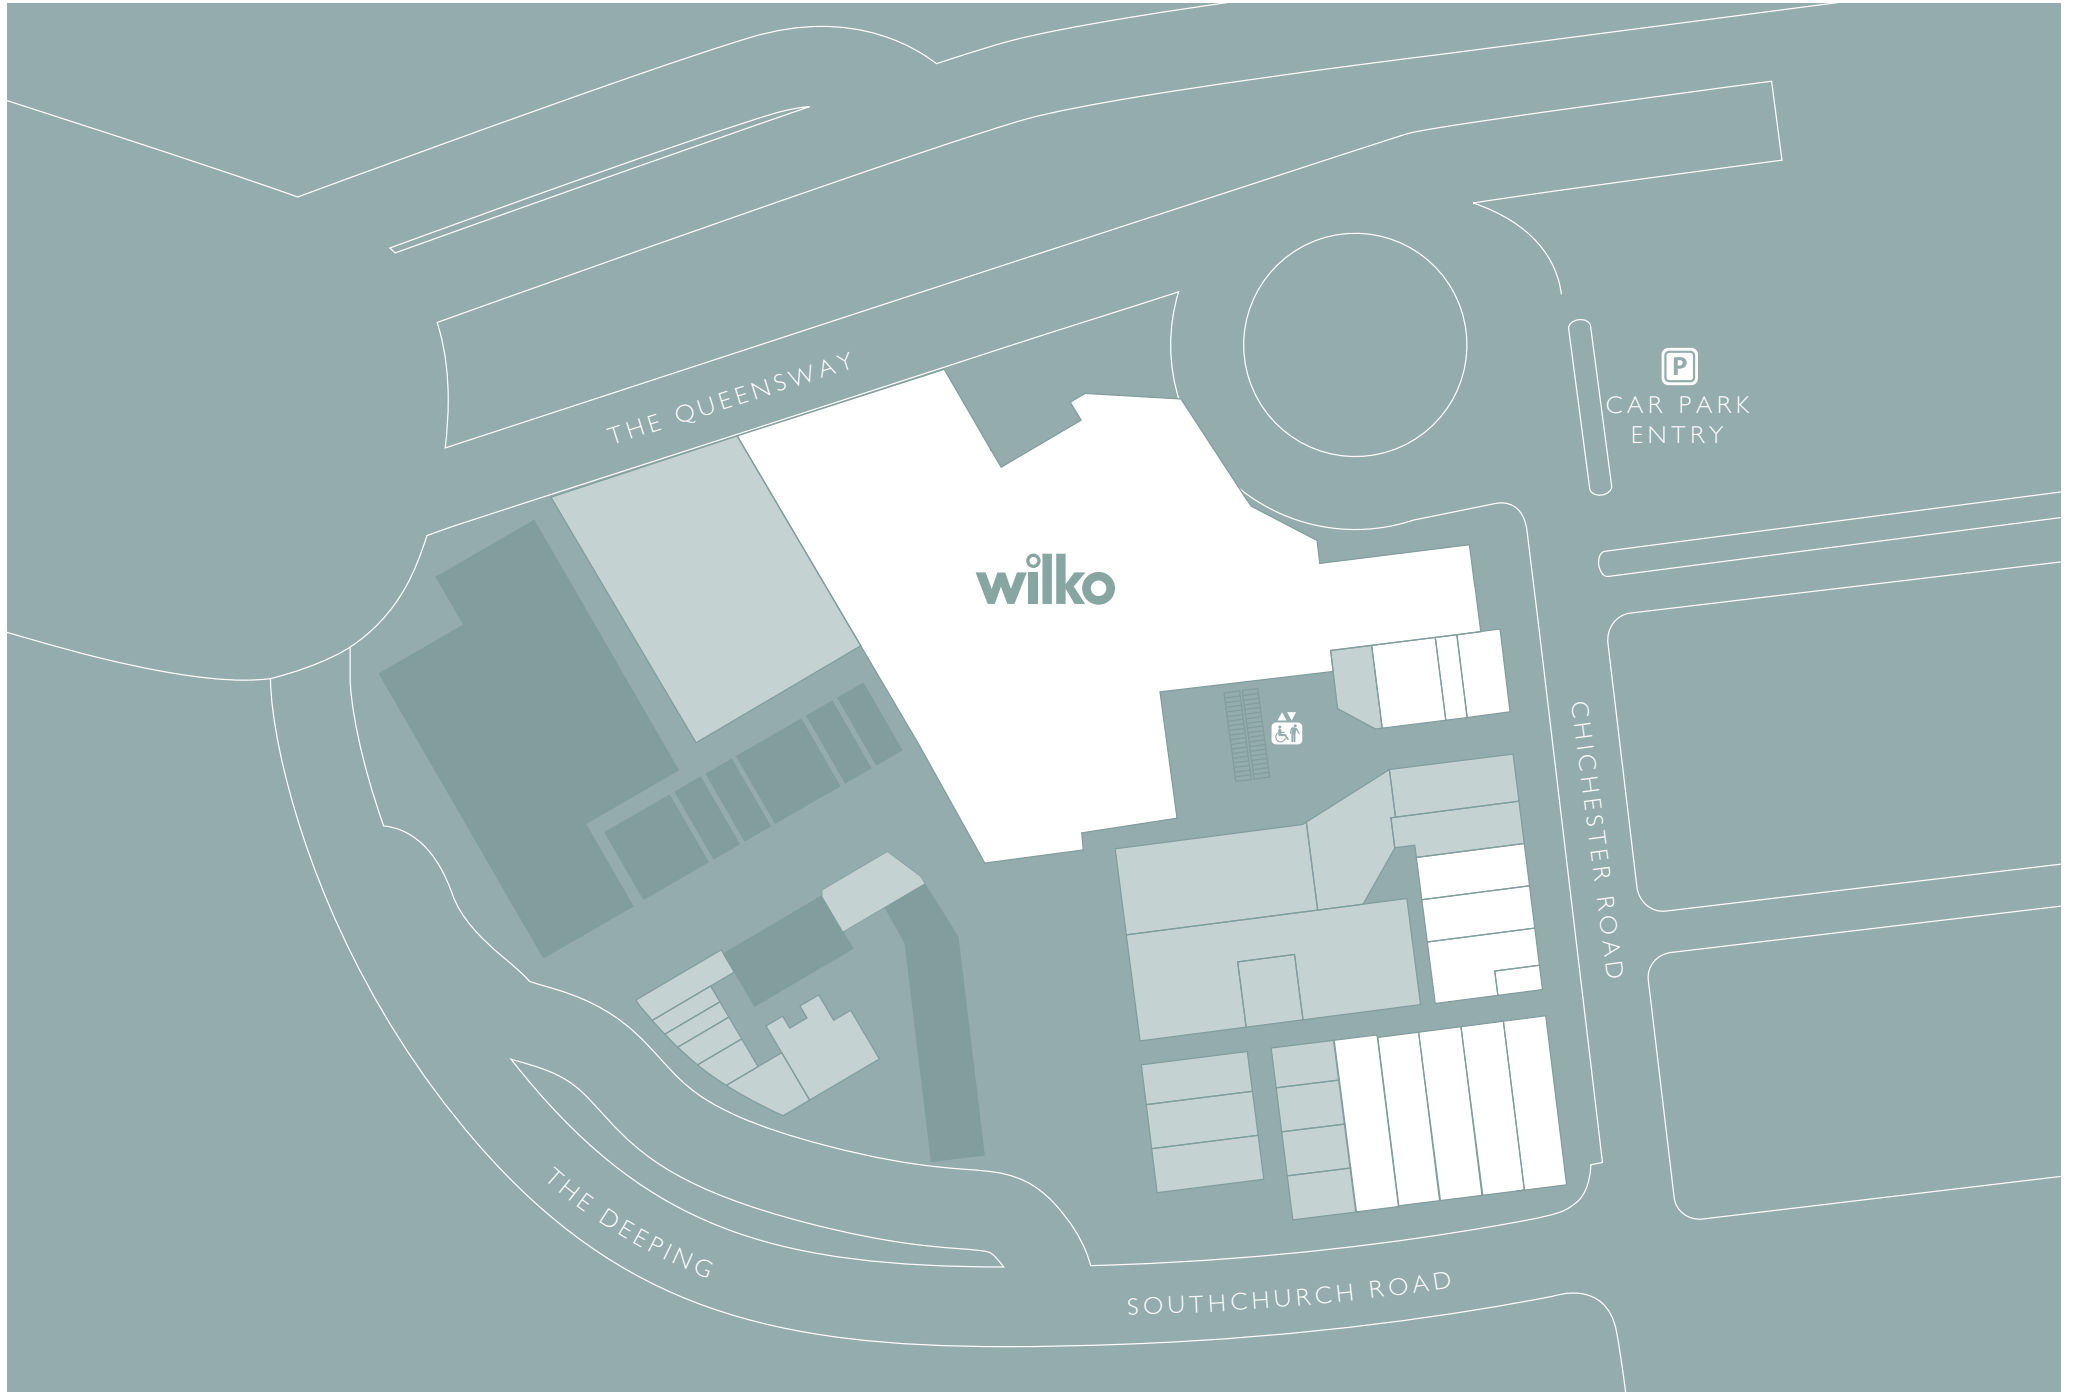 THE QUEENSWAY
P
CAR PARK
ENTRY
wilko
CHICHESTER ROAD
THE DEEPING
SOUTHCHURCH ROAD